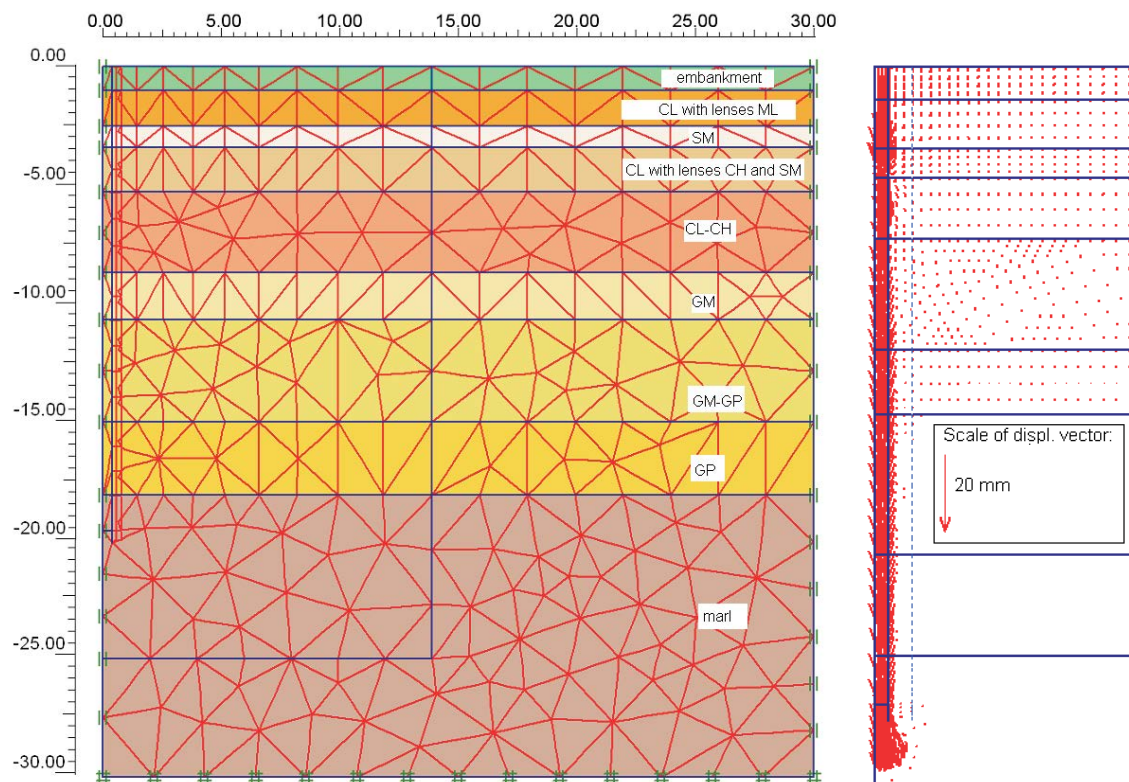 0.00 5.00 10.00 15.00 20.00 25.00 30.00
0.00
-5.00
-10.00
-15.00
-20.00
-25.00
-30.00
embankment
CL with lenses ML
SM
CL with lenses CH and SM
CL-CH
GM
GM-GP
GP
marl
Scale of displ. vector:
20 mm